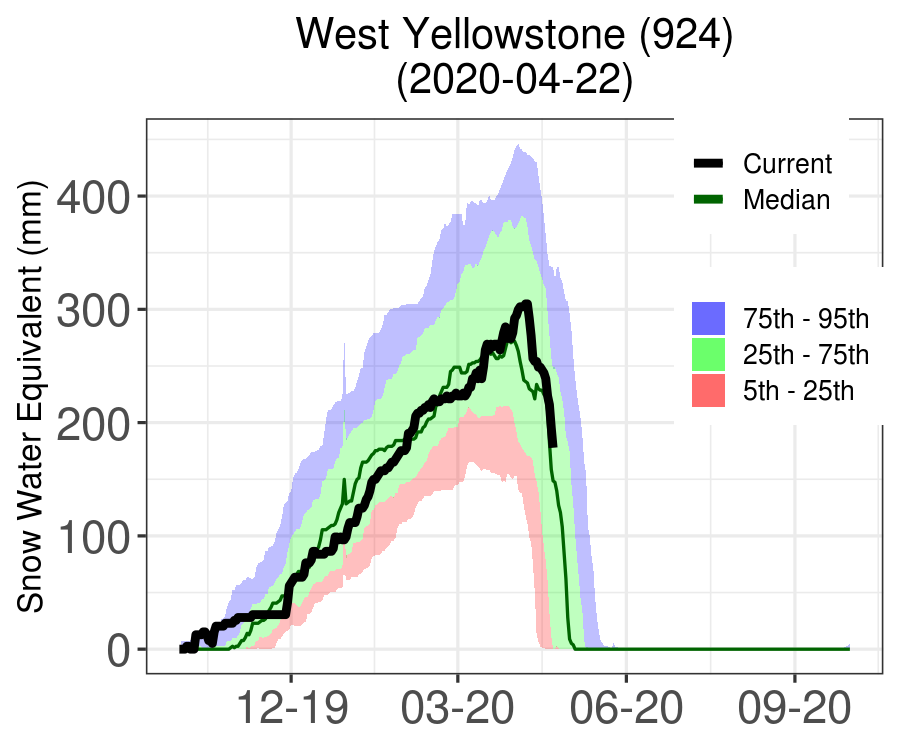 West Yellowstone (924)
(2020-04-22)
Snow Water Equivalent (mm)
400
300
200
100
0
12-19
03-20
06-20
09-20
Current
Median
75th - 95th
25th - 75th
5th - 25th